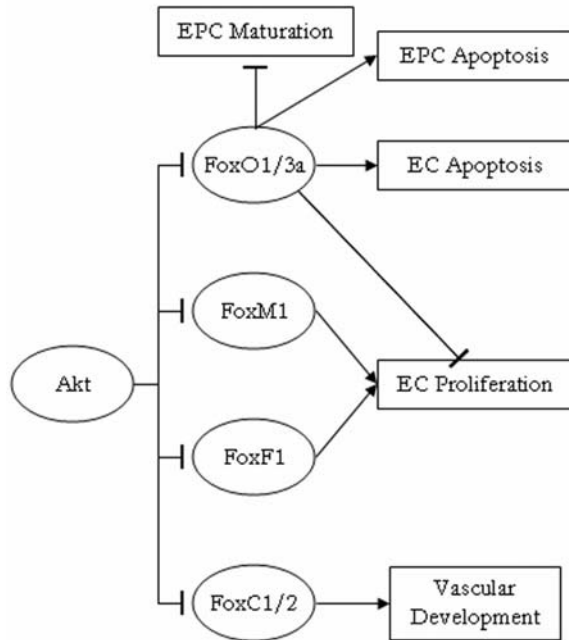 EPC Maturation
EPC Apoptosis
FoxO1/3a
EC Apoptosis
FoxM1
Akt
EC Proliferation
FoxF1
FoxC1/2
Vascular
Development